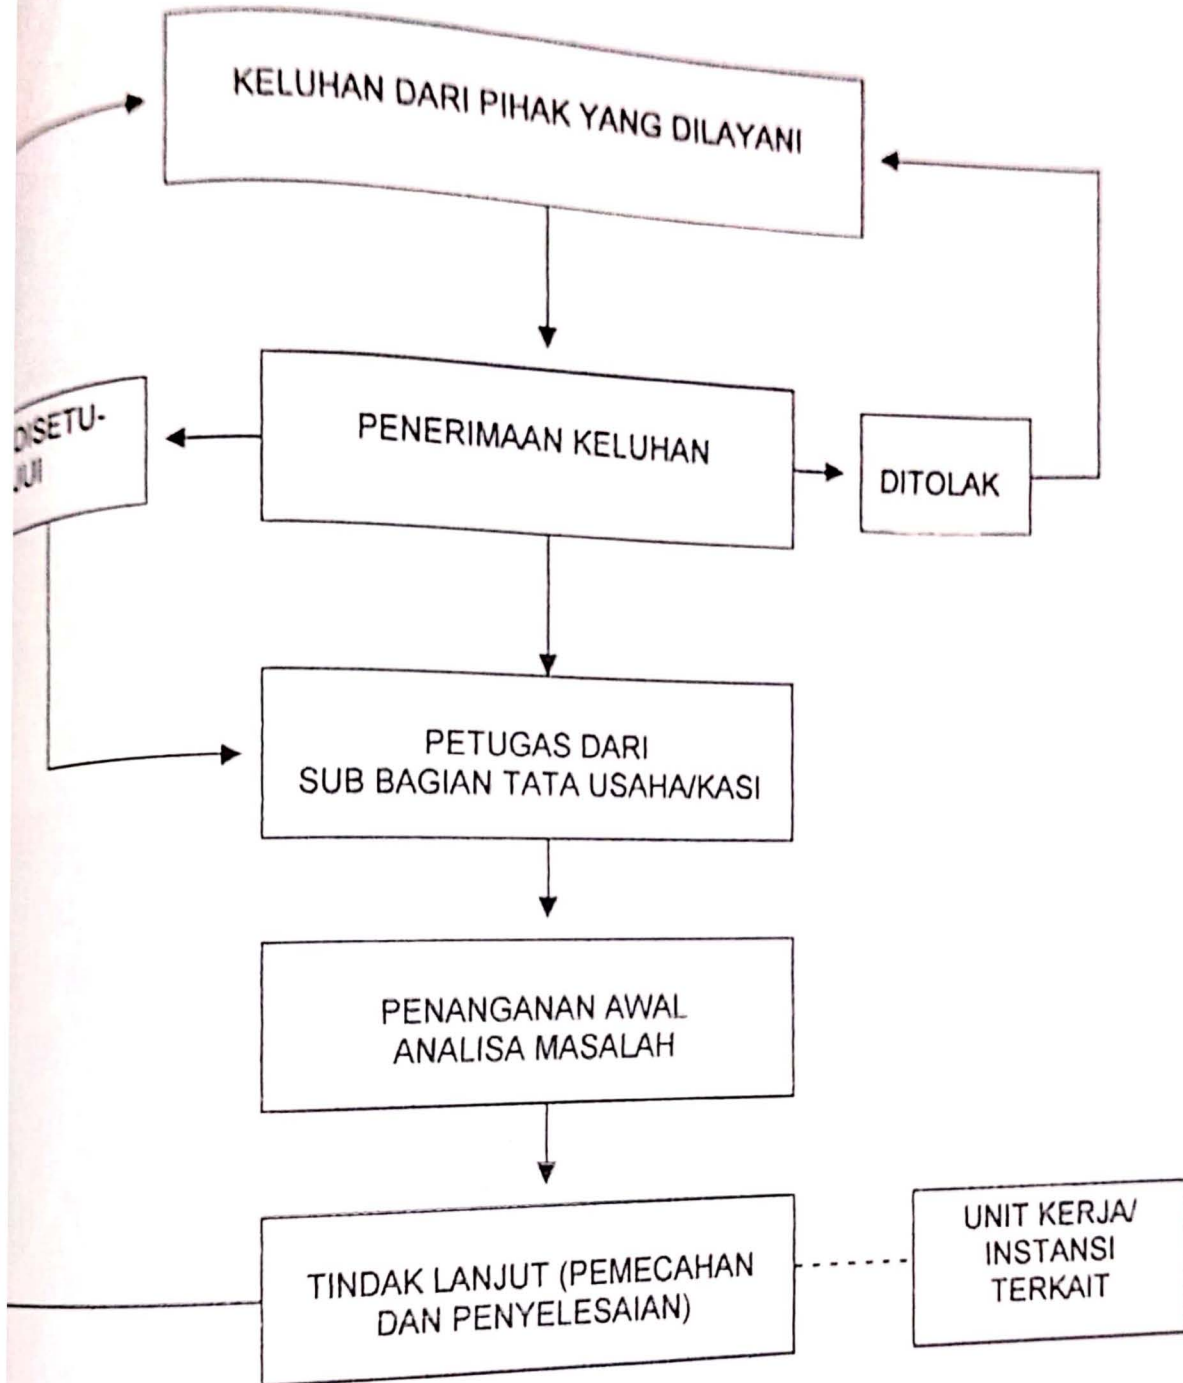 KELUHAN DARI PIHAK YANG DILAYANI
PENERIMAAN KELUHAN
DISETU-
JUI
DITOLAK
PETUGAS DARI
SUB BAGIAN TATA USAHA/KASI
PENANGANAN AWAL
ANALISA MASALAH
TINDAK LANJUT (PEMECAHAN
DAN PENYELESAIAN)
UNIT KERJA/
INSTANSI
TERKAIT